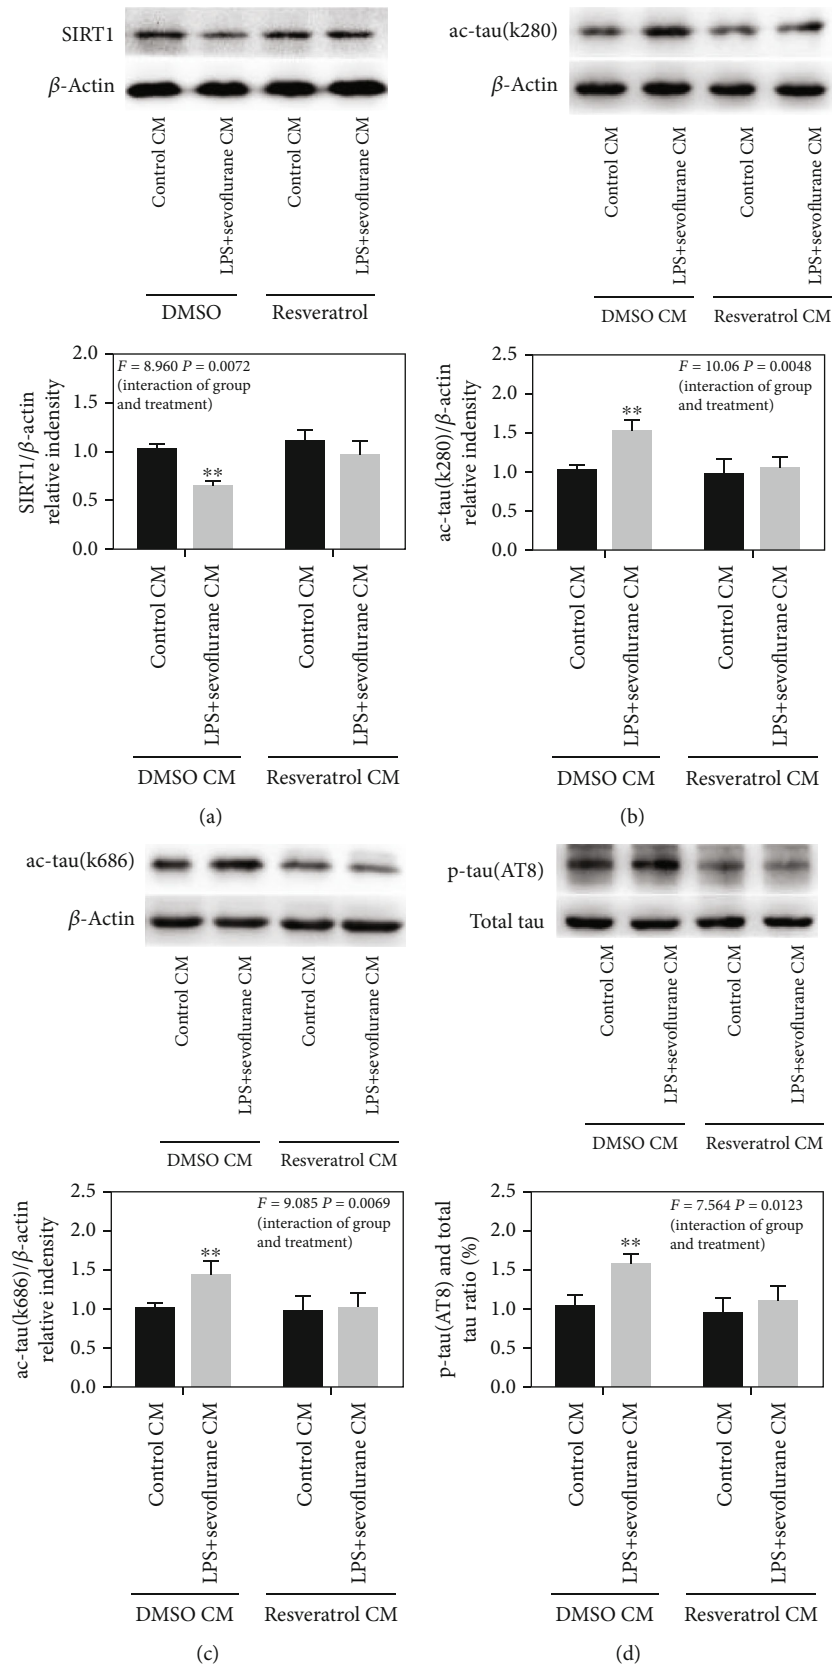 SIRT1
β-Actin
Control CM
LPS+sevoflurane CM
Control CM
LPS+sevoflurane CM
DMSO
Resveratrol
2.0
1.5
1.0
0.5
0.0
SIRT1/β-actin
relative indensity
F = 8.960 P = 0.0072
(interaction of group
and treatment)
**
Control CM
LPS+sevoflurane CM
Control CM
LPS+sevoflurane CM
DMSO CM
Resveratrol CM
(a)
ac-tau(k280)
β-Actin
Control CM
LPS+sevoflurane CM
Control CM
LPS+sevoflurane CM
DMSO CM
Resveratrol CM
2.5
2.0
1.5
1.0
0.5
0.0
ac-tau(k280)/β-actin
relative indensity
F = 10.06 P = 0.0048
(interaction of group
and treatment)
**
Control CM
LPS+sevoflurane CM
Control CM
LPS+sevoflurane CM
DMSO CM
Resveratrol CM
(b)
ac-tau(k686)
β-Actin
Control CM
LPS+sevoflurane CM
Control CM
LPS+sevoflurane CM
DMSO CM
Resveratrol CM
2.5
2.0
1.5
1.0
0.5
0.0
ac-tau(k686)/β-actin
relative indensity
F = 9.085 P = 0.0069
(interaction of group
and treatment)
**
Control CM
LPS+sevoflurane CM
Control CM
LPS+sevoflurane CM
DMSO CM
Resveratrol CM
(c)
p-tau(AT8)
Total tau
Control CM
LPS+sevoflurane CM
Control CM
LPS+sevoflurane CM
DMSO CM
Resveratrol CM
2.5
2.0
1.5
1.0
0.5
0.0
p-tau(AT8) and total
tau ratio (%)
F = 7.564 P = 0.0123
(interaction of group
and treatment)
**
Control CM
LPS+sevoflurane CM
Control CM
LPS+sevoflurane CM
DMSO CM
Resveratrol CM
(d)